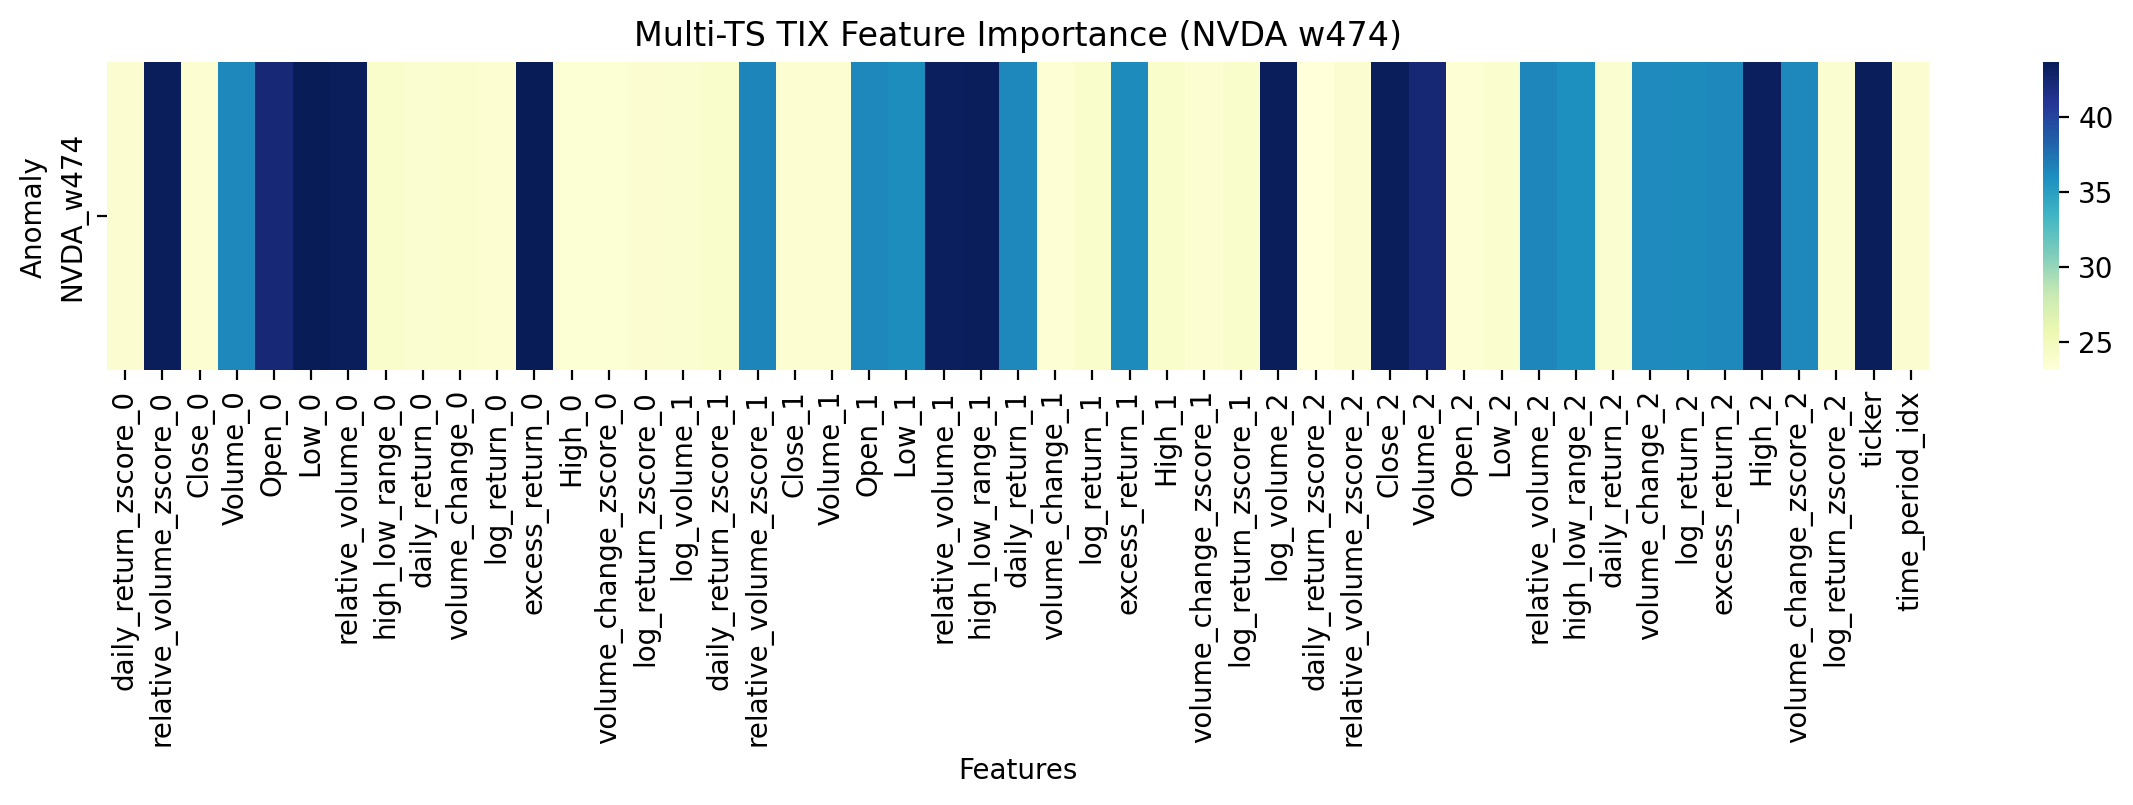 Multi-TS TIX Feature Importance (NVDA w474)
Anomaly
NVDA_w474
40
35
30
25
daily_return_zscore_0
relative_volume_zscore_0
Close_0
Volume_0
Open_0
Low_0
relative_volume_0
high_low_range_0
daily_return_0
volume_change_0
log_return_0
excess_return_0
High_0
volume_change_zscore_0
log_return_zscore_0
log_volume_1
daily_return_zscore_1
relative_volume_zscore_1
Close_1
Volume_1
Open_1
Low_1
relative_volume_1
high_low_range_1
daily_return_1
volume_change_1
log_return_1
excess_return_1
High_1
volume_change_zscore_1
log_return_zscore_1
log_volume_2
daily_return_zscore_2
relative_volume_zscore_2
Close_2
Volume_2
Open_2
Low_2
relative_volume_2
high_low_range_2
daily_return_2
volume_change_2
log_return_2
excess_return_2
High_2
volume_change_zscore_2
log_return_zscore_2
ticker
time_period_idx
Features